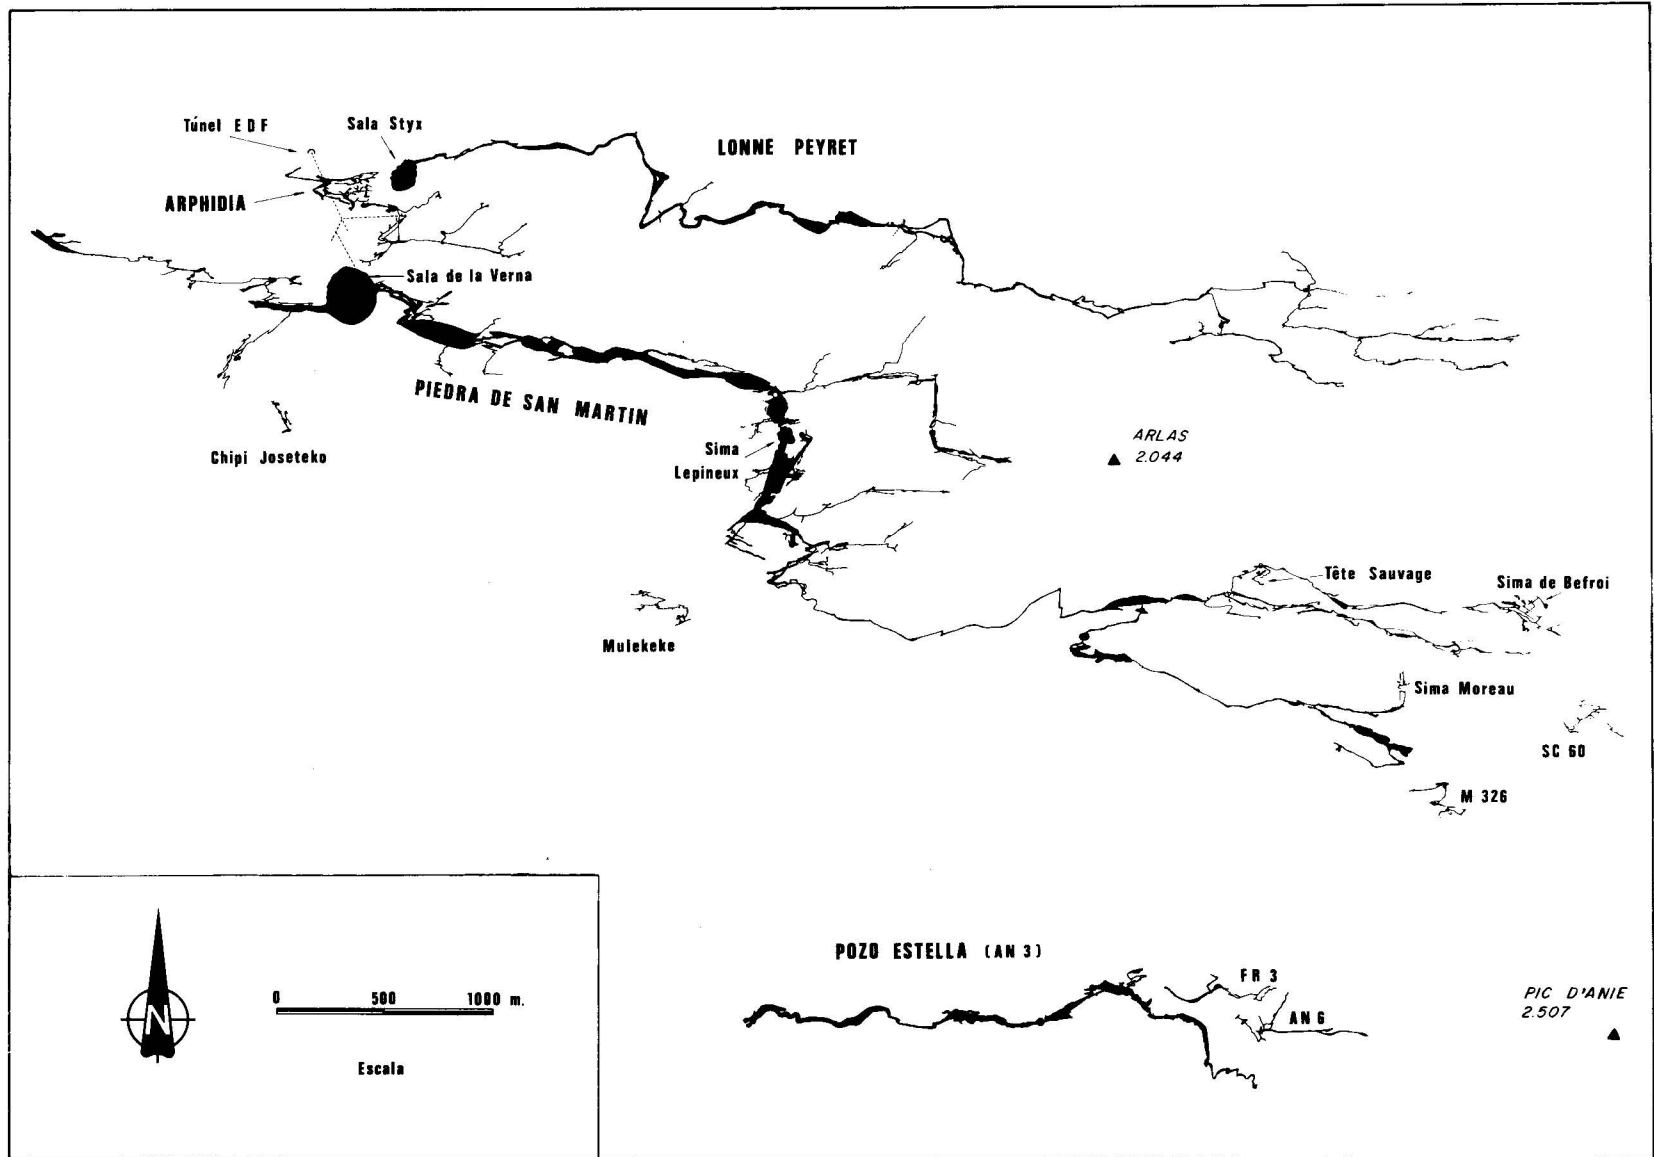 Túnel EDF
Sala Styx
LONNE PEYRET
ARPHIDIA
Sala de la Verna
PIEDRA DE SAN MARTIN
Chipi Joseteko
Sima
Lepineux
ARLAS
2.044
Mulekeke
Tête Sauvage
Sima de Befroi
Sima Moreau
SC 60
M 326
POZO ESTELLA (AN 3)
FR 3
AN 6
PIC D'ANIE
2.507
N
0 500 1000 m.
Escala